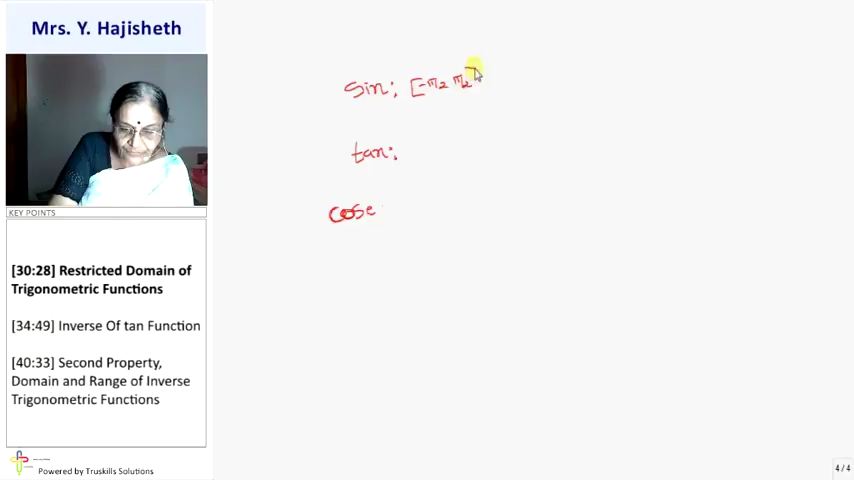 Mrs. Y. Hajisheth
KEY POINTS
[30:28] Restricted Domain of
Trigonometric Functions
[34:49] Inverse Of tan Function
[40:33] Second Property,
Domain and Range of Inverse
Trigonometric Functions
Powered by Truskills Solutions
sin: [-π/2 π/2]
tan:
cose
4 / 4